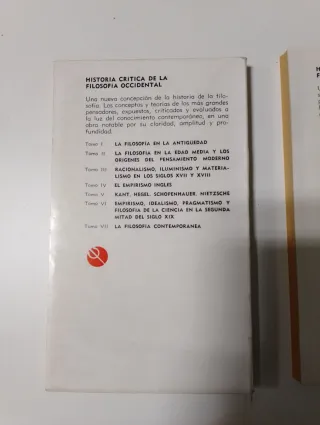 HISTORIA CRITICA DE LA
FILOSOFIA OCCIDENTAL
Una nueva concepción de la historia de la filo-
sofía. Los conceptos y teorías de los más grandes
pensadores, expuestos, criticados y evaluados a
la luz del conocimiento contemporáneo, en una
obra notable por su claridad, amplitud y pro-
fundidad.
Tomo I LA FILOSOFIA EN LA ANTIGUEDAD
Tomo II LA FILOSOFIA EN LA EDAD MEDIA Y LOS
ORIGENES DEL PENSAMIENTO MODERNO
Tomo III RACIONALISMO, ILUMINISMO Y MATERIA-
LISMO EN LOS SIGLOS XVII Y XVIII
Tomo IV EL EMPIRISMO INGLES
Tomo V KANT, HEGEL, SCHOPENHAUER, NIETZSCHE
Tomo VI EMPIRISMO, IDEALISMO, PRAGMATISMO Y
FILOSOFIA DE LA CIENCIA EN LA SEGUNDA
MITAD DEL SIGLO XIX
Tomo VII LA FILOSOFIA CONTEMPORANEA